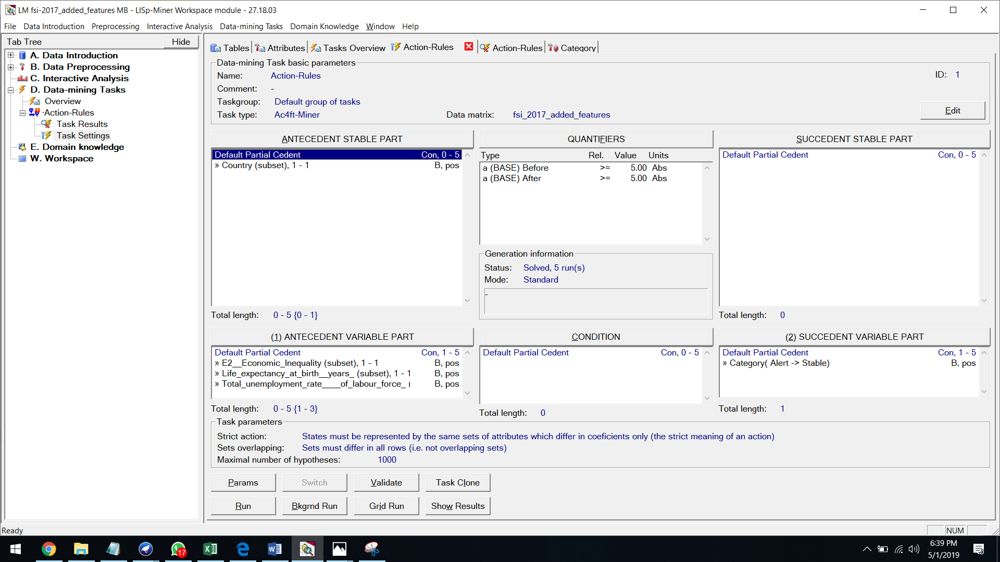 LM fsi-2017_added_features MB - LISp-Miner Workspace module - 27.18.03
File Data Introduction Preprocessing Interactive Analysis Data-mining Tasks Domain Knowledge Window Help
Tab Tree Hide
A. Data Introduction
B. Data Preprocessing
C. Interactive Analysis
D. Data-mining Tasks
Overview
·Action-Rules
Task Results
Task Settings
E. Domain knowledge
W. Workspace
Tables Attributes Tasks Overview Action-Rules Action-Rules Category
Data-mining Task basic parameters
Name: Action-Rules ID: 1
Comment: -
Taskgroup: Default group of tasks
Task type: Ac4ft-Miner Data matrix: fsi_2017_added_features
Edit
ANTECEDENT STABLE PART
Default Partial Cedent Con, 0 - 5
» Country (subset), 1 - 1 B, pos
Total length: 0 - 5 {0 - 1}
QUANTIFIERS
Type Rel. Value Units
a (BASE) Before >= 5.00 Abs
a (BASE) After >= 5.00 Abs
Generation information
Status: Solved, 5 run(s)
Mode: Standard
-
SUCCEDENT STABLE PART
Default Partial Cedent Con, 0 - 5
Total length: 0
(1) ANTECEDENT VARIABLE PART
Default Partial Cedent Con, 1 - 5
» E2__Economic_Inequality (subset), 1 - 1 B, pos
» Life_expectancy_at_birth__years_ (subset), 1 - 1 B, pos
» Total_unemployment_rate____of_labour_force_ ( B, pos
Total length: 0 - 5 {1 - 3}
CONDITION
Default Partial Cedent Con, 0 - 5
Total length: 0
(2) SUCCEDENT VARIABLE PART
Default Partial Cedent Con, 1 - 5
» Category( Alert -> Stable) B, pos
Total length: 1
Task parameters
Strict action: States must be represented by the same sets of attributes which differ in coeficients only (the strict meaning of an action)
Sets overlapping: Sets must differ in all rows (i.e. not overlapping sets)
Maximal number of hypotheses: 1000
Params Switch Validate Task Clone
Run Bkgrnd Run Grid Run Show Results
Ready NUM
17
6:39 PM
5/1/2019